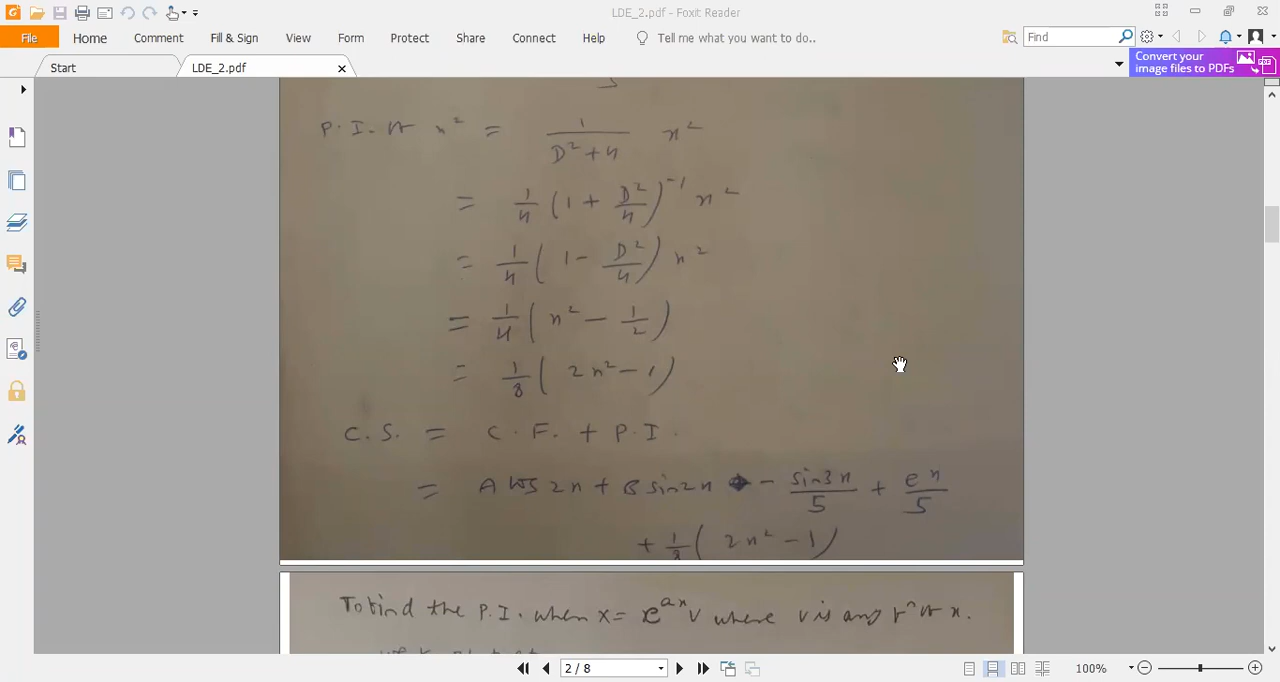 LDE_2.pdf - Foxit Reader
File Home Comment Fill & Sign View Form Protect Share Connect Help Tell me what you want to do.. Find
Start LDE_2.pdf x
Convert your
image files to PDFs
P.I. of x² = 1/(D²+4) x²
= 1/4 (1 + D²/4)⁻¹ x²
= 1/4 (1 - D²/4) x²
= 1/4 (x² - 1/2)
= 1/8 (2x² - 1)
C.S. = C.F. + P.I.
= A cos 2x + B sin 2x - sin3x/5 + eˣ/5
+ 1/8 (2x² - 1)
To find the P.I. when X = e^{ax} V where V is any fⁿ of x.
2 / 8
100%